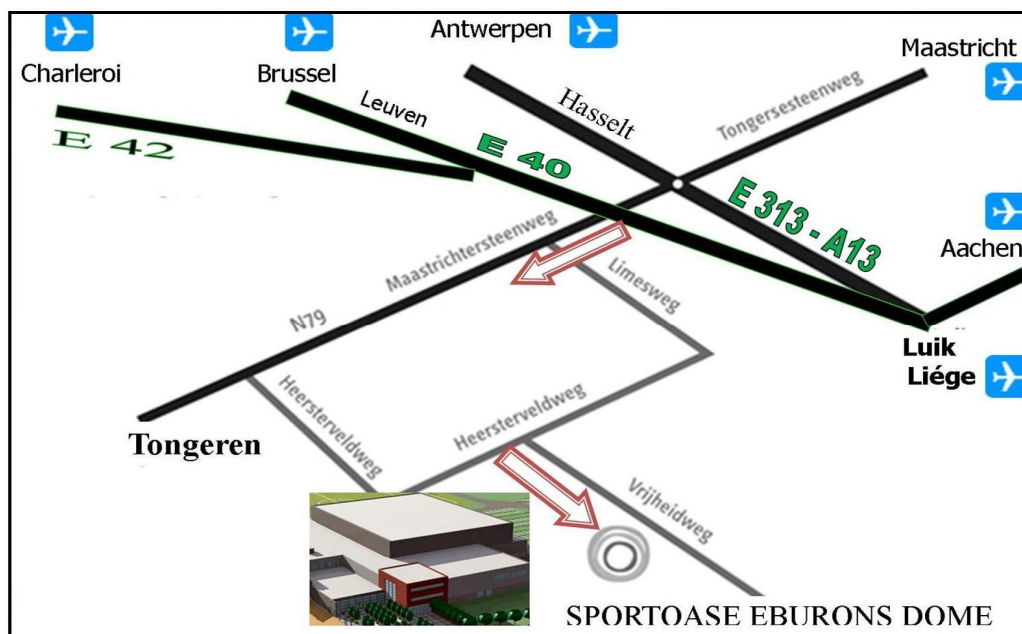 Antwerpen
Maastricht
Charleroi
Brussel
Leuven
Hasselt
Tongersesteenweg
E 42
E 40
E 313 - A13
Aachen
Maastrichtersteenweg
Limesweg
N79
Luik
Liége
Heersterveldweg
Heersterveldweg
Tongeren
Vrijheidweg
SPORTOASE EBURONS DOME